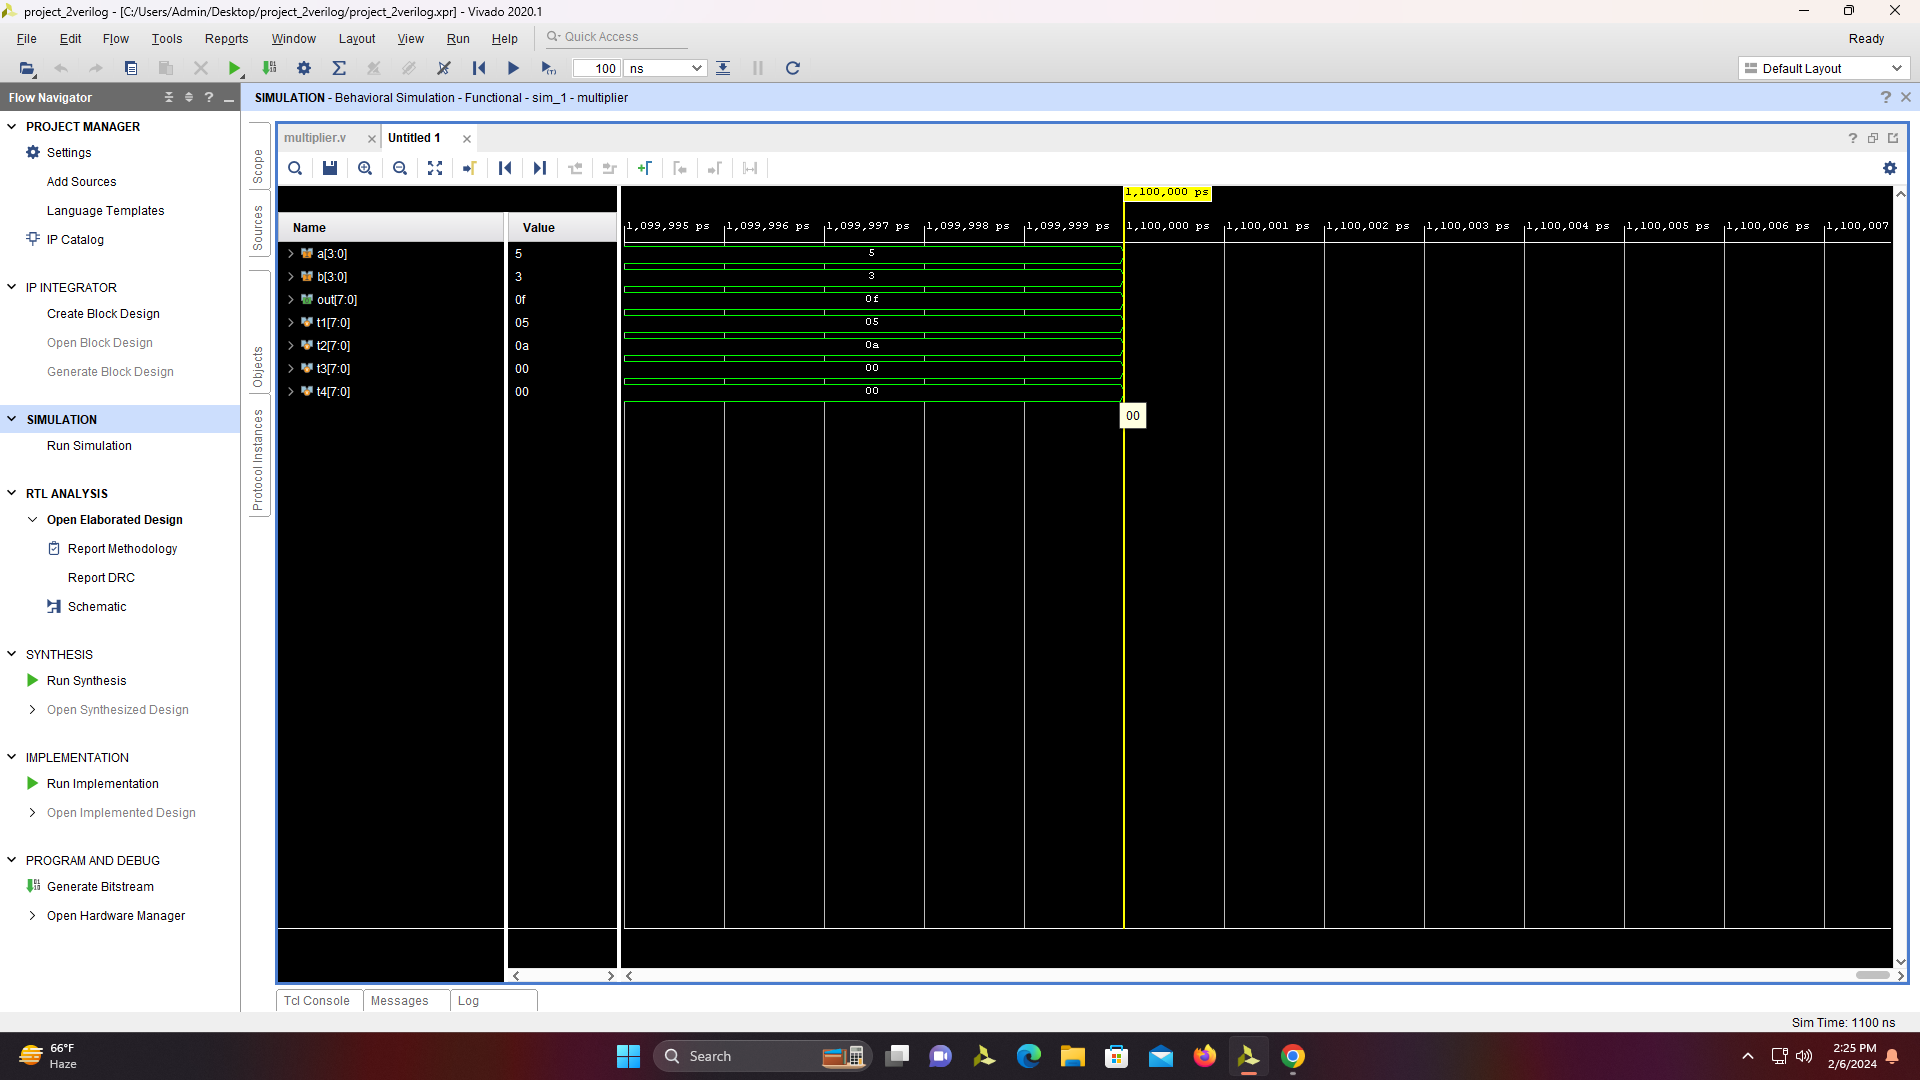 project_2verilog - [C:/Users/Admin/Desktop/project_2verilog/project_2verilog.xpr] - Vivado 2020.1
File Edit Flow Tools Reports Window Layout View Run Help Quick Access Ready
100 ns Default Layout
Flow Navigator
SIMULATION - Behavioral Simulation - Functional - sim_1 - multiplier
PROJECT MANAGER
Settings
Add Sources
Language Templates
IP Catalog
IP INTEGRATOR
Create Block Design
Open Block Design
Generate Block Design
SIMULATION
Run Simulation
RTL ANALYSIS
Open Elaborated Design
Report Methodology
Report DRC
Schematic
SYNTHESIS
Run Synthesis
Open Synthesized Design
IMPLEMENTATION
Run Implementation
Open Implemented Design
PROGRAM AND DEBUG
Generate Bitstream
Open Hardware Manager
Scope
Sources
Objects
Protocol Instances
multiplier.v Untitled 1
1,100,000 ps
Name Value 1,099,995 ps 1,099,996 ps 1,099,997 ps 1,099,998 ps 1,099,999 ps 1,100,000 ps 1,100,001 ps 1,100,002 ps 1,100,003 ps 1,100,004 ps 1,100,005 ps 1,100,006 ps 1,100,007
a[3:0] 5 5
b[3:0] 3 3
out[7:0] 0f 0f
t1[7:0] 05 05
t2[7:0] 0a 0a
t3[7:0] 00 00
t4[7:0] 00 00
00
Tcl Console Messages Log
Sim Time: 1100 ns
66°F
Haze
Search
2:25 PM
2/6/2024